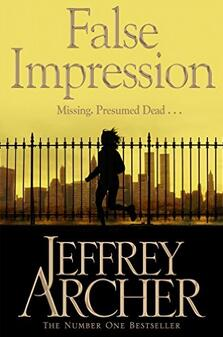 False
Impression
Missing. Presumed Dead . . .
JEFFREY
ARCHER
THE NUMBER ONE BESTSELLER